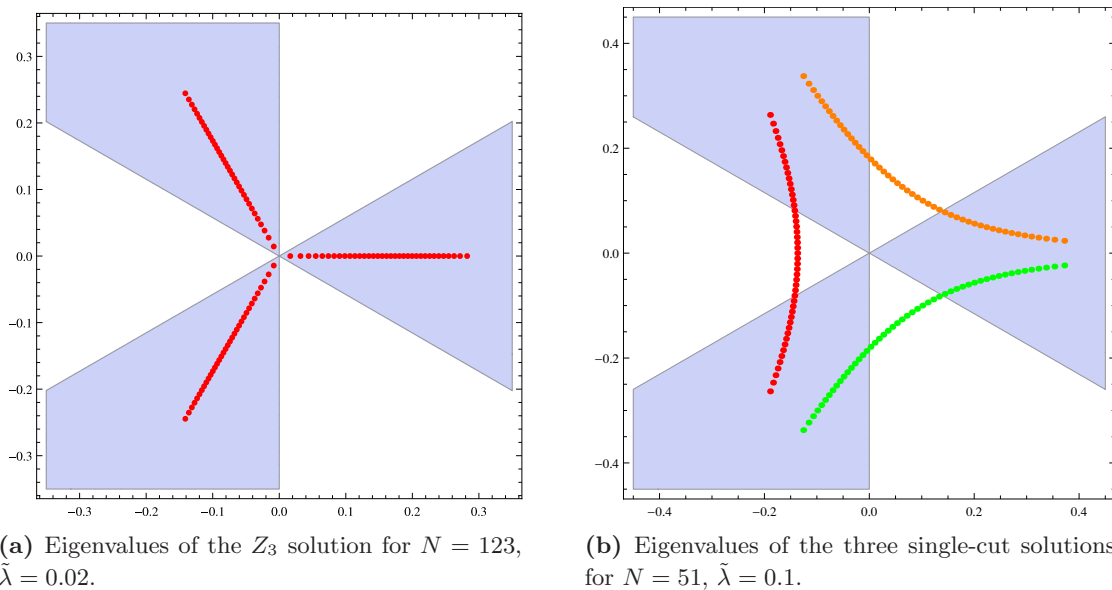 0.3
0.2
0.1
0.0
−0.1
−0.2
−0.3
−0.3 −0.2 −0.1 0.0 0.1 0.2 0.3
0.4
0.2
0.0
−0.2
−0.4
−0.4 −0.2 0.0 0.2 0.4
(a) Eigenvalues of the Z₃ solution for N = 123,
λ̃ = 0.02.
(b) Eigenvalues of the three single-cut solutions
for N = 51, λ̃ = 0.1.